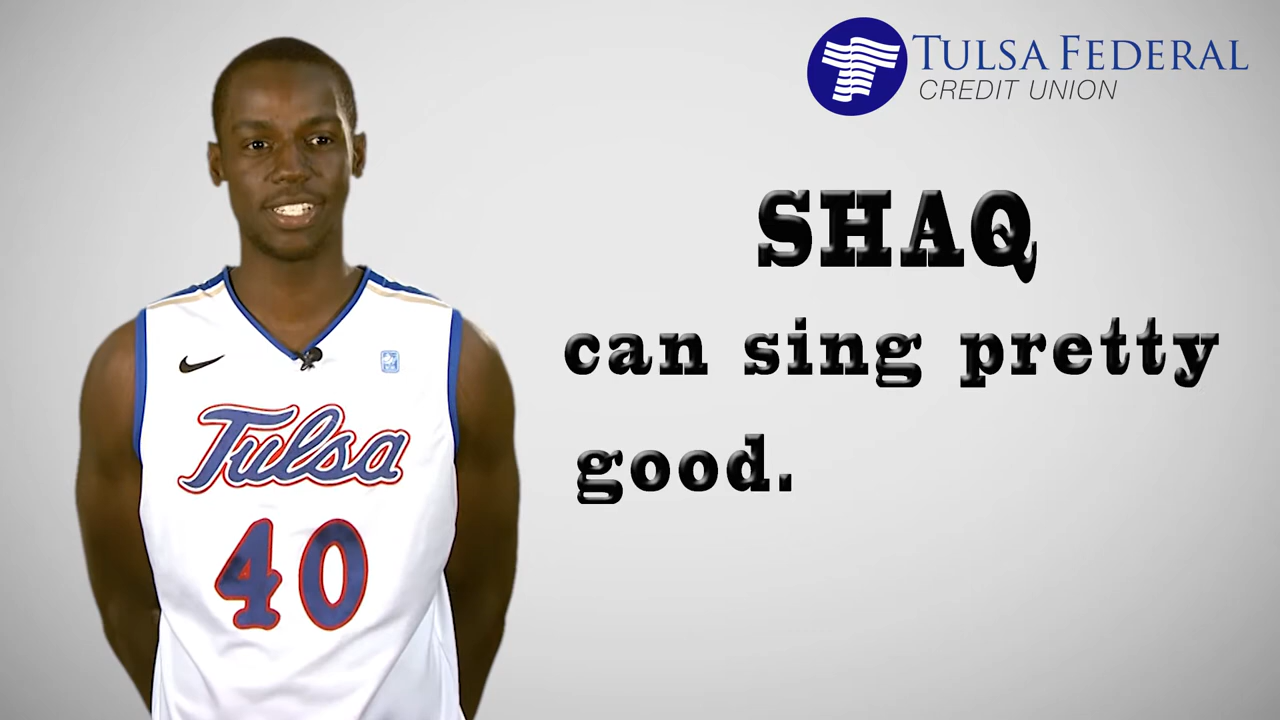 TULSA FEDERAL
CREDIT UNION
SHAQ
can sing pretty
good.
Tulsa
40